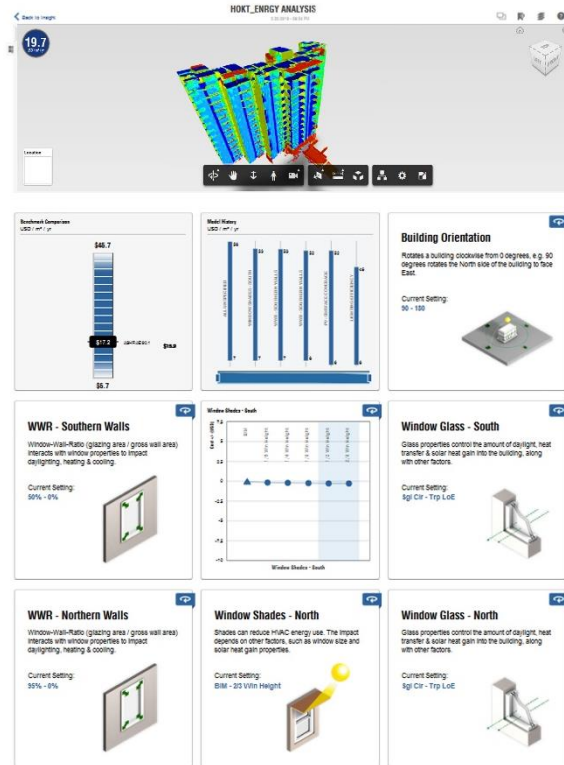 Back to Insight
HOKT_ENRGY ANALYSIS
19.7
Location
Benchmark Comparison
USD / m² / yr
$17.2
Model History
USD / m² / yr
Building Orientation
Rotates a building clockwise from 0 degrees, e.g. 90
degrees rotates the North side of the building to face
East.
Current Setting:
90 - 180
WWR - Southern Walls
Window-Wall-Ratio (glazing area / gross wall area)
interacts with window properties to impact
daylighting, heating & cooling.
Current Setting:
50% - 0%
Window Shades - South
BIM
Window Shades - South
Window Glass - South
Glass properties control the amount of daylight, heat
transfer & solar heat gain into the building, along
with other factors.
Current Setting:
Sgl Clr - Trp LoE
WWR - Northern Walls
Window-Wall-Ratio (glazing area / gross wall area)
interacts with window properties to impact
daylighting, heating & cooling.
Current Setting:
95% - 0%
Window Shades - North
Shades can reduce HVAC energy use. The impact
depends on other factors, such as window size and
solar heat gain properties.
Current Setting:
BIM - 2/3 Win Height
Window Glass - North
Glass properties control the amount of daylight, heat
transfer & solar heat gain into the building, along
with other factors.
Current Setting:
Sgl Clr - Trp LoE